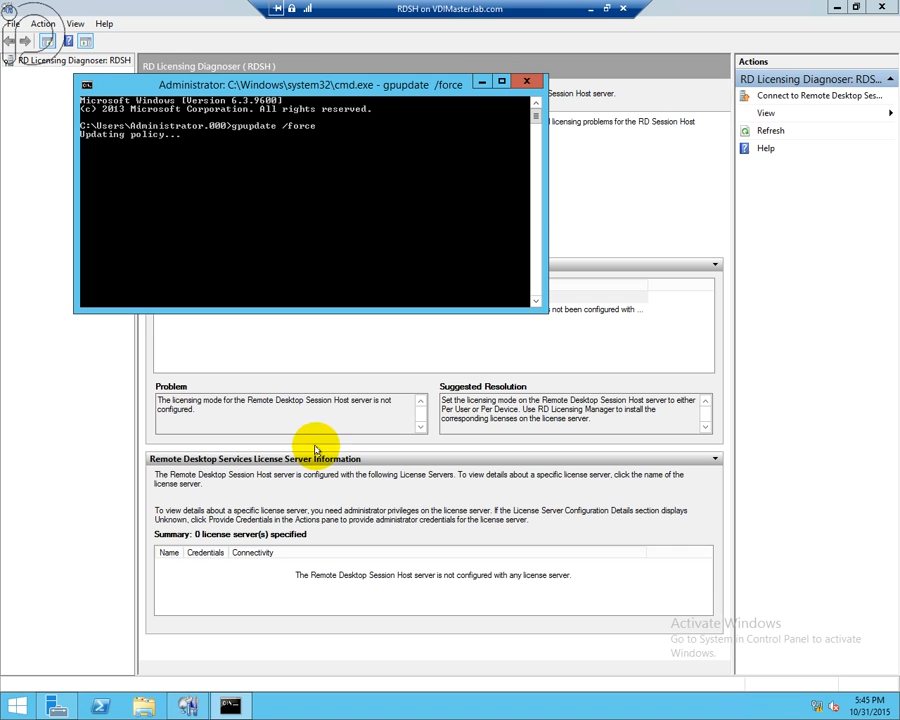 RDSH on VDIMaster.lab.com
File Action View Help
RD Licensing Diagnoser: RDSH
RD Licensing Diagnoser ( RDSH )
Administrator: C:\Windows\system32\cmd.exe - gpupdate /force
Microsoft Windows [Version 6.3.9600]
(c) 2013 Microsoft Corporation. All rights reserved.
C:\Users\Administrator.000>gpupdate /force
Updating policy...
Session Host server.
licensing problems for the RD Session Host
not been configured with ...
Problem
The licensing mode for the Remote Desktop Session Host server is not
configured.
Suggested Resolution
Set the licensing mode on the Remote Desktop Session Host server to either
Per User or Per Device. Use RD Licensing Manager to install the
corresponding licenses on the license server.
Remote Desktop Services License Server Information
The Remote Desktop Session Host server is configured with the following License Servers. To view details about a specific license server, click the name of the
license server.
To view details about a specific license server, you need administrator privileges on the license server. If the License Server Configuration Details section displays
Unknown, click Provide Credentials in the Actions pane to provide administrator credentials for the license server.
Summary: 0 license server(s) specified
Name Credentials Connectivity
The Remote Desktop Session Host server is not configured with any license server.
Actions
RD Licensing Diagnoser: RDS...
Connect to Remote Desktop Ses...
View
Refresh
Help
Activate Windows
Go to System in Control Panel to activate
Windows.
5:45 PM
10/31/2015